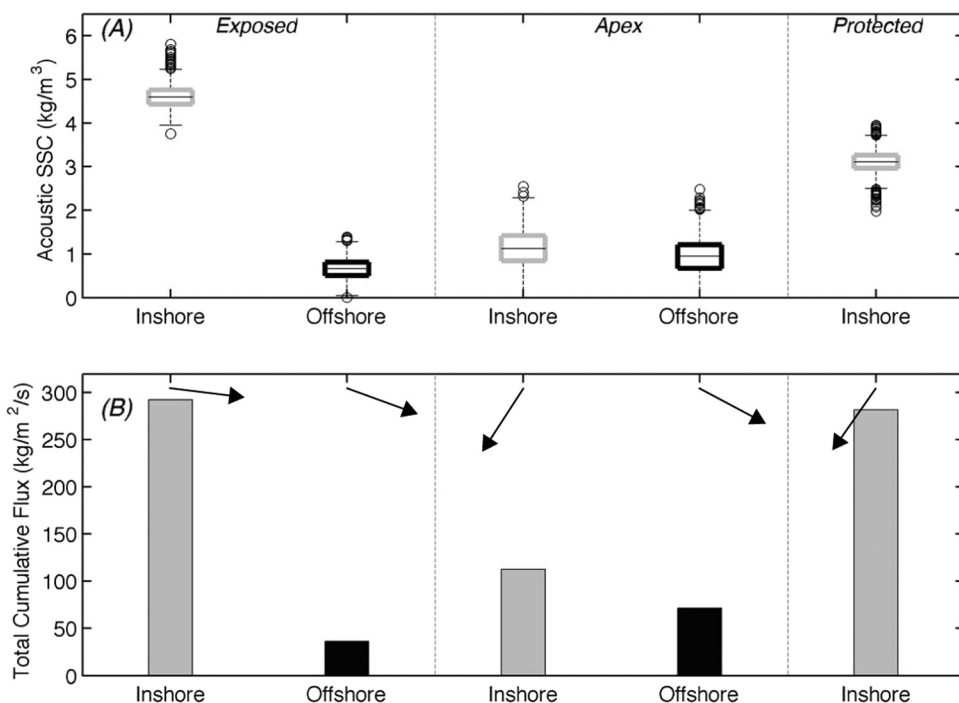 (A) Exposed Apex Protected
6
5
4
3
2
1
0
Acoustic SSC (kg/m³)
Inshore Offshore Inshore Offshore Inshore
(B)
300
250
200
150
100
50
0
Total Cumulative Flux (kg/m²/s)
Inshore Offshore Inshore Offshore Inshore